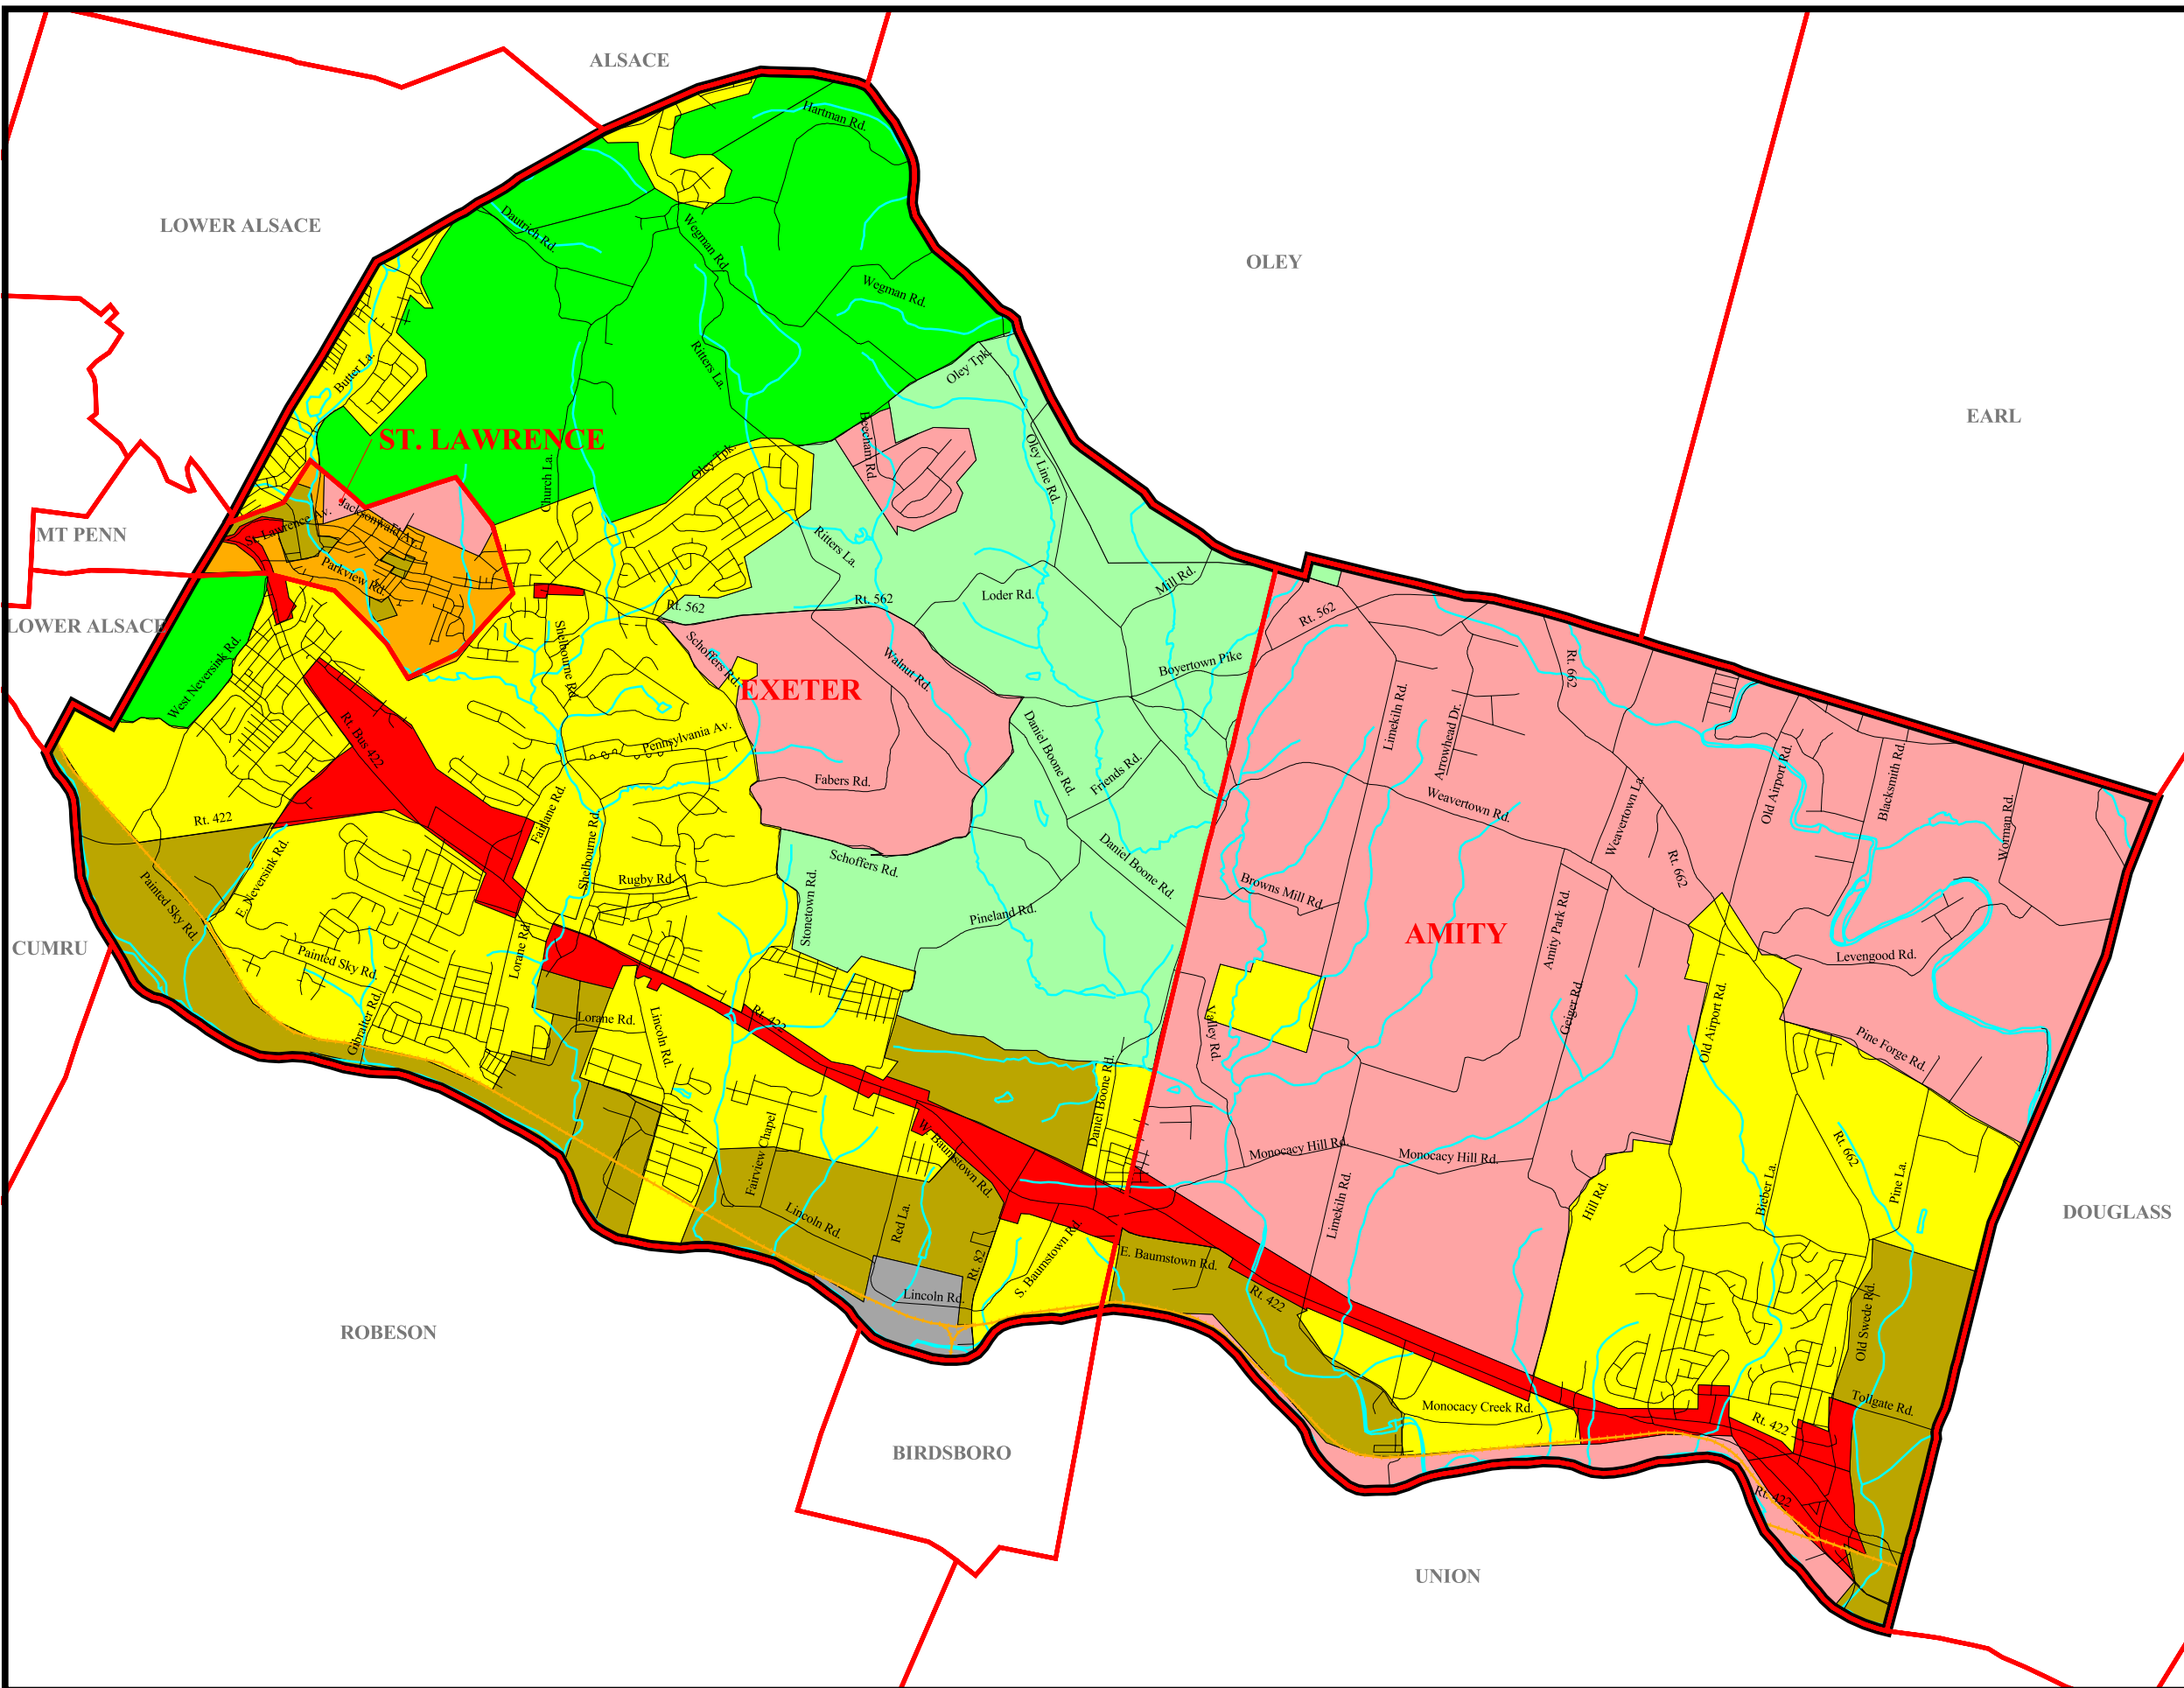 ALSACE
Hartman Rd.
LOWER ALSACE
Dautrich Rd.
Wegman Rd.
OLEY
Wegman Rd.
Butter La.
Ritters La.
Oley Tpk.
EARL
ST. LAWRENCE
Beecham Rd.
Oley Line Rd.
Church La.
Oley Tpk.
MT PENN
St. Lawrence Av.
Jacksonwald Av.
Ritters La.
Parkview Rd.
Mill Rd.
Loder Rd.
Rt. 562
Rt. 562
Rt. 562
LOWER ALSACE
West Neversink Rd.
Shelbourne Rd.
Schoffers Rd.
Walnut Rd.
Boyertown Pike
Rt. 662
EXETER
Limekiln Rd.
Arrowhead Dr.
Rt. Bus 422
Pennsylvania Av.
Daniel Boone Rd.
Friends Rd.
Fabers Rd.
Weavertown Rd.
Weavertown La.
Old Airport Rd.
Blacksmith Rd.
Worman Rd.
Rt. 422
Fairlane Rd.
Shelbourne Rd.
Schoffers Rd.
Daniel Boone Rd.
Rt. 662
E. Neversink Rd.
Painted Sky Rd.
Rugby Rd.
Stonetown Rd.
Pineland Rd.
Browns Mill Rd.
Amity Park Rd.
AMITY
CUMRU
Lorane Rd.
Painted Sky Rd.
Levengood Rd.
Gibralter Rd.
Lorane Rd.
Lincoln Rd.
Rt. 422
Valley Rd.
Geiger Rd
Old Airport Rd.
Pine Forge Rd.
Daniel Boone Rd.
Fairview Chapel
W. Baumstown Rd.
Monocacy Hill Rd.
Monocacy Hill Rd.
Rt. 662
Hill Rd.
Bieber La.
Pine La.
DOUGLASS
Lincoln Rd.
Red La.
Limekiln Rd.
Rt. 82
S. Baumstown Rd.
E. Baumstown Rd.
Lincoln Rd.
Rt. 422
Old Swede Rd.
ROBESON
Monocacy Creek Rd.
Tollgate Rd.
Rt. 422
BIRDSBORO
Rt. 422
UNION